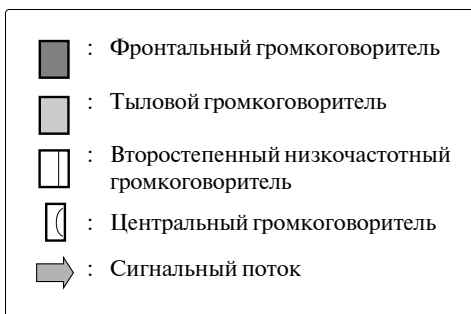 : Фронтальный громкоговоритель
: Тыловой громкоговоритель
: Второстепенный низкочастотный
громкоговоритель
: Центральный громкоговоритель
: Сигнальный поток